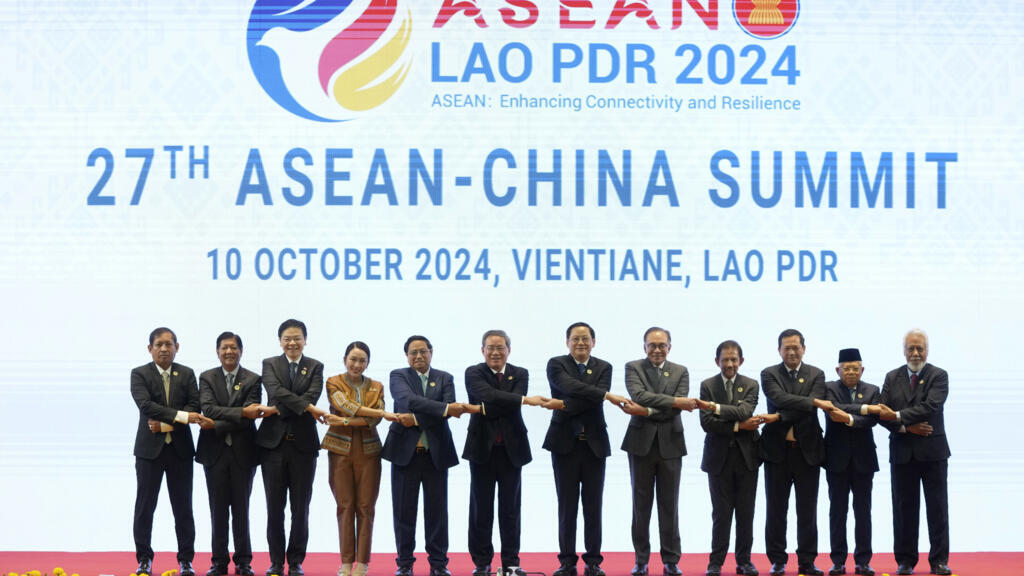 ASEAN
LAO PDR 2024
ASEAN: Enhancing Connectivity and Resilience
27TH ASEAN-CHINA SUMMIT
10 OCTOBER 2024, VIENTIANE, LAO PDR